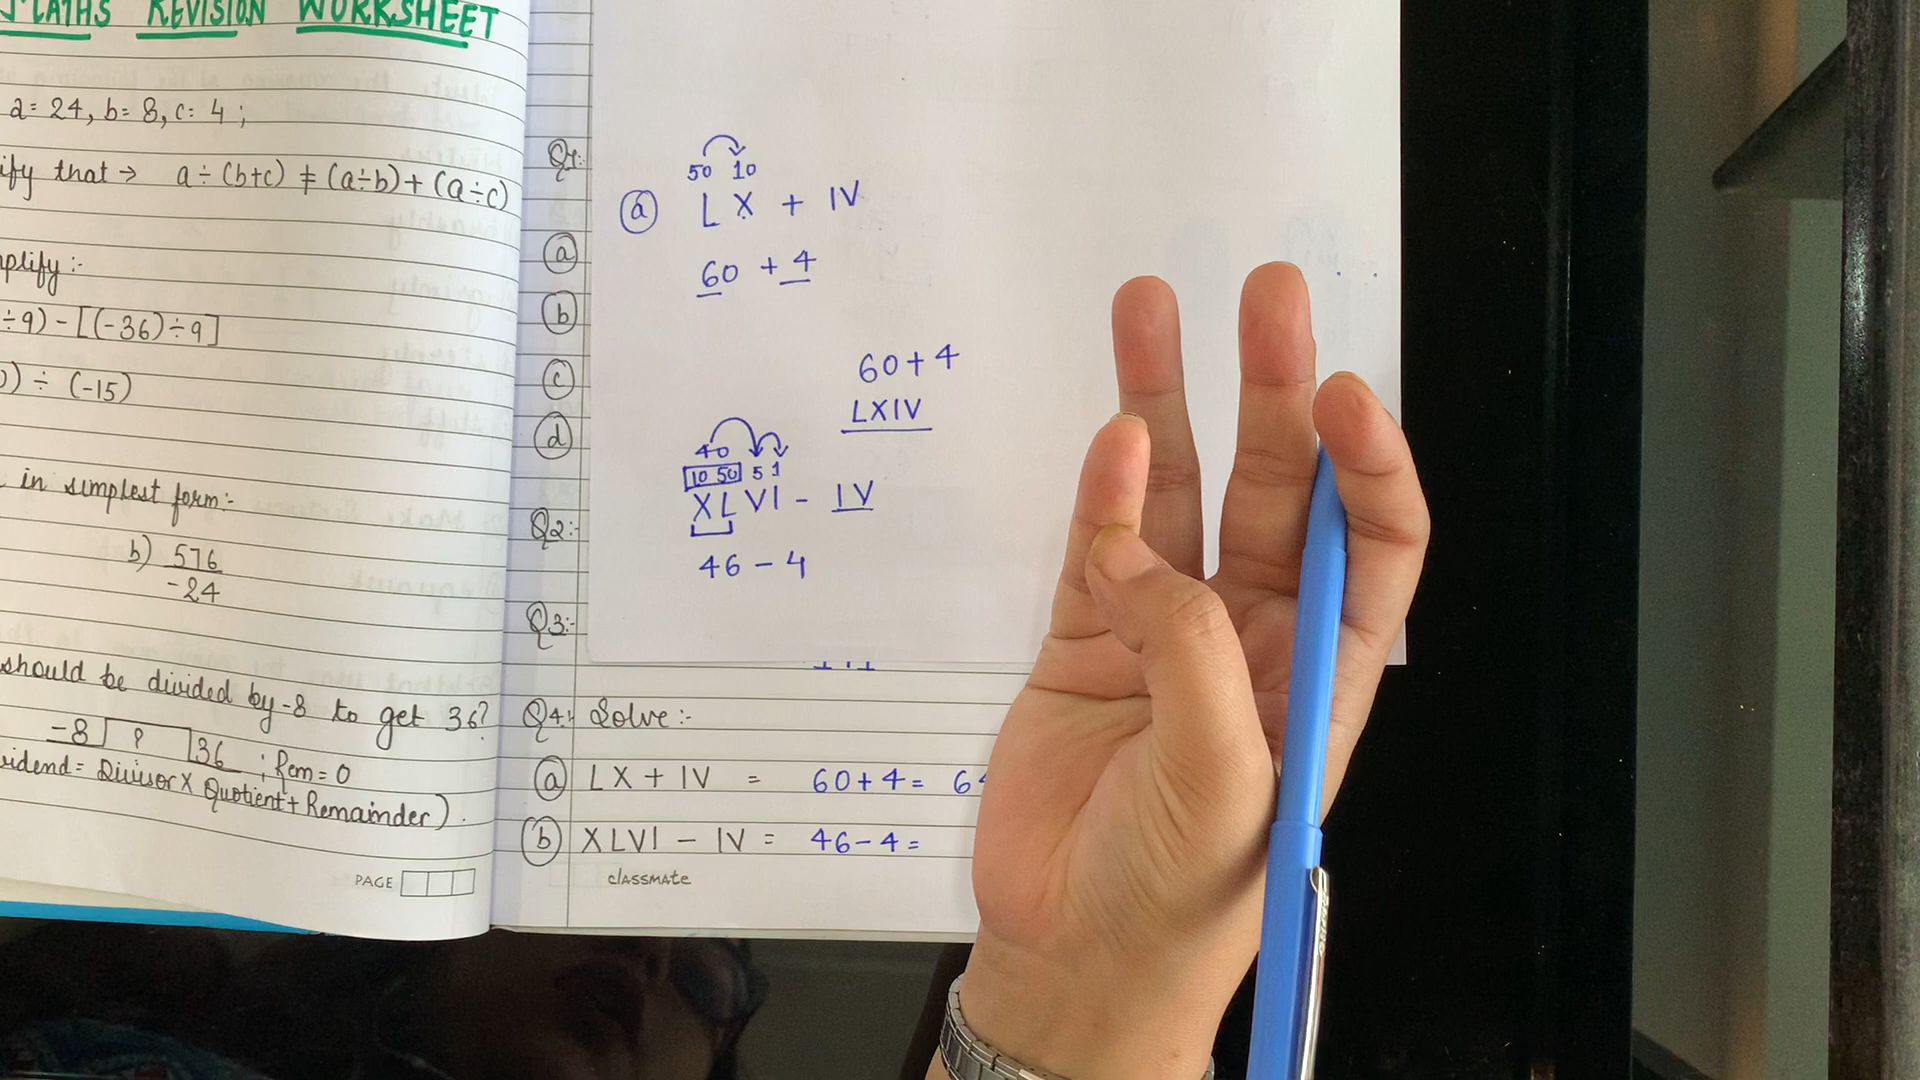 MATHS REVISION WORKSHEET
a= 24, b= 8, c= 4 ;
ify that → a ÷ (b+c) ≠ (a÷b) + (a÷c)
plify :-
÷9) - [(-36) ÷ 9]
) ÷ (-15)
in simplest form:-
b) 576
-24
should be divided by -8 to get 36?
-8 ? 36 ; Rem = 0
vidend = Divisor X Quotient + Remainder).
PAGE
Q1:
a
b
c
d
Q2:-
Q3:-
50 10
a LX + IV
60 + 4
60 + 4
LXIV
40
10 50 5 1
XLVI - IV
46 - 4
Q4:- Solve :-
a LX + IV = 60 + 4 = 6
b XLVI - IV = 46 - 4 =
classmate